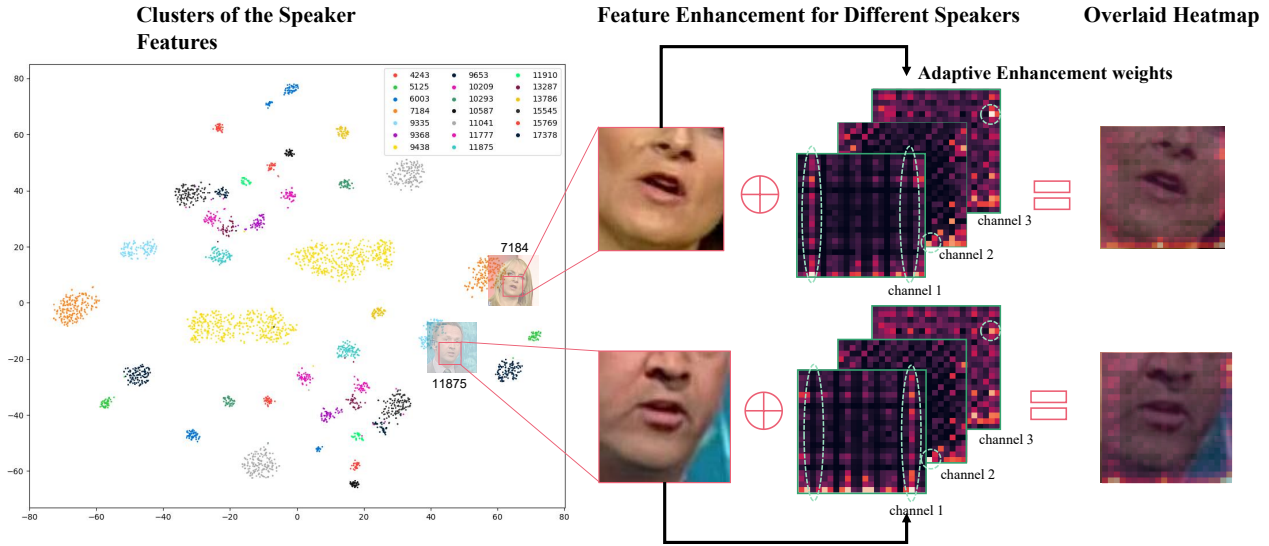 Clusters of the Speaker
Features
Feature Enhancement for Different Speakers
Overlaid Heatmap
Adaptive Enhancement weights
4243 9653 11910
5125 10209 13287
6003 10293 13786
7184 10587 15545
9335 11041 15769
9368 11777 17378
9438 11875
80
60
40
20
0
−20
−40
−60
−80 −60 −40 −20 0 20 40 60 80
7184
11875
channel 3
channel 2
channel 1
channel 3
channel 2
channel 1